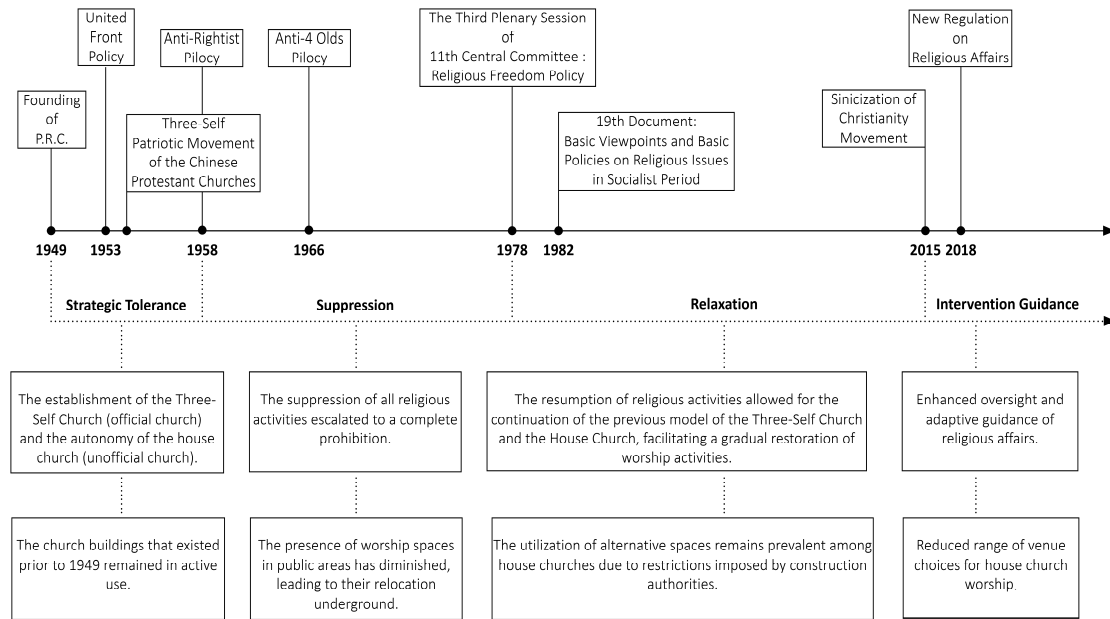 United
Front
Policy
Anti-Rightist
Pilocy
Anti-4 Olds
Pilocy
The Third Plenary Session
of
11th Central Committee :
Religious Freedom Policy
New Regulation
on
Religious Affairs
Founding
of
P.R.C.
Three-Self
Patriotic Movement
of the Chinese
Protestant Churches
19th Document:
Basic Viewpoints and Basic
Policies on Religious Issues
in Socialist Period
Sinicization of
Christianity
Movement
1949
1953
1958
1966
1978
1982
2015
2018
Strategic Tolerance
Suppression
Relaxation
Intervention Guidance
The establishment of the Three-
Self Church (official church)
and the autonomy of the house
church (unofficial church).
The suppression of all religious
activities escalated to a complete
prohibition.
The resumption of religious activities allowed for the
continuation of the previous model of the Three-Self Church
and the House Church, facilitating a gradual restoration of
worship activities.
Enhanced oversight and
adaptive guidance of
religious affairs.
The church buildings that existed
prior to 1949 remained in active
use.
The presence of worship spaces
in public areas has diminished,
leading to their relocation
underground.
The utilization of alternative spaces remains prevalent among
house churches due to restrictions imposed by construction
authorities.
Reduced range of venue
choices for house church
worship.